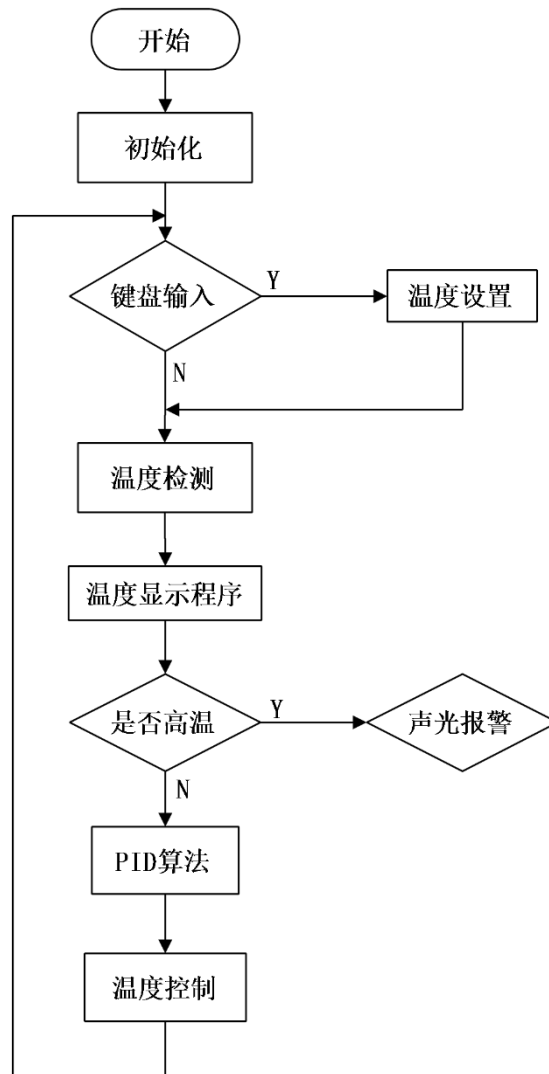 开始
初始化
键盘输入
Y
温度设置
N
温度检测
温度显示程序
是否高温
Y
声光报警
N
PID算法
温度控制